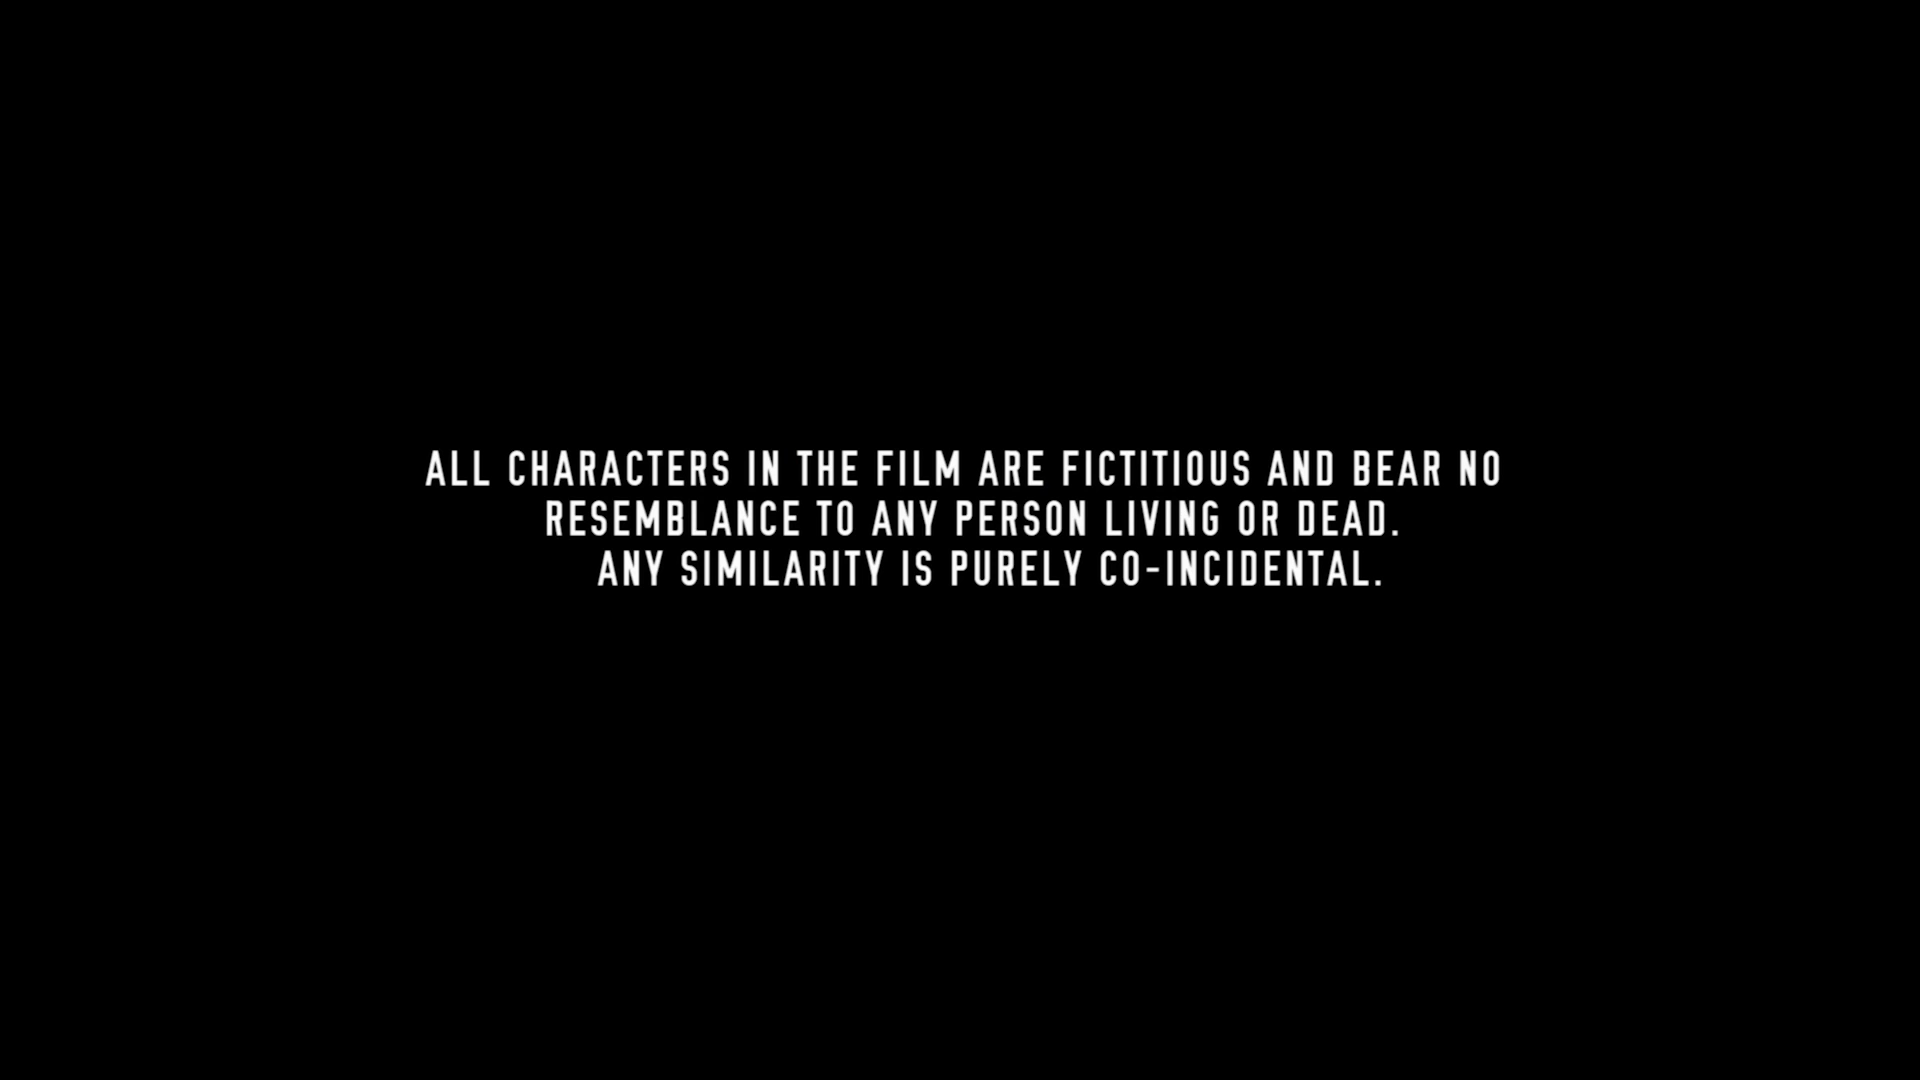 ALL CHARACTERS IN THE FILM ARE FICTITIOUS AND BEAR NO
RESEMBLANCE TO ANY PERSON LIVING OR DEAD.
ANY SIMILARITY IS PURELY CO-INCIDENTAL.